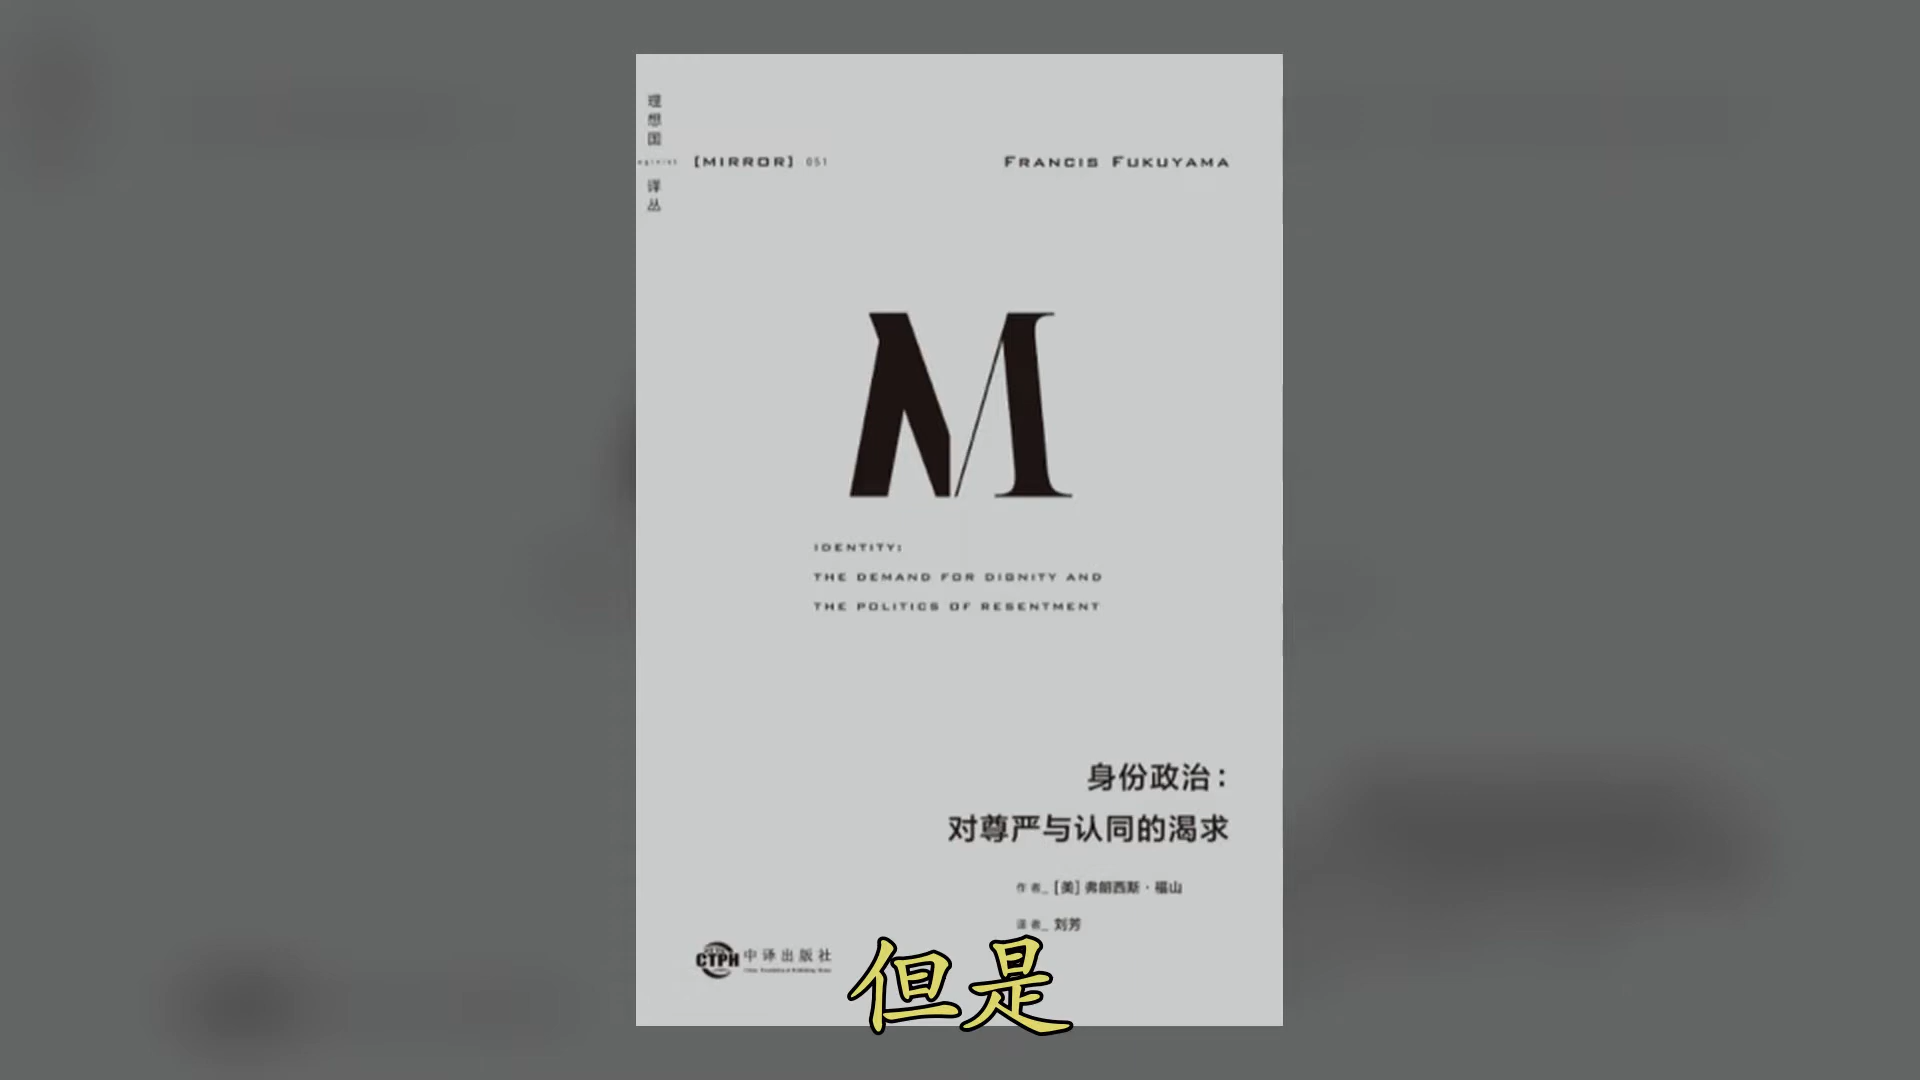 理想国
译丛
[MIRROR] 051
FRANCIS FUKUYAMA
M
IDENTITY:
THE DEMAND FOR DIGNITY AND
THE POLITICS OF RESENTMENT
身份政治:
对尊严与认同的渴求
作者_ [美] 弗朗西斯·福山
译者_ 刘芳
CTPH 中译出版社
但是